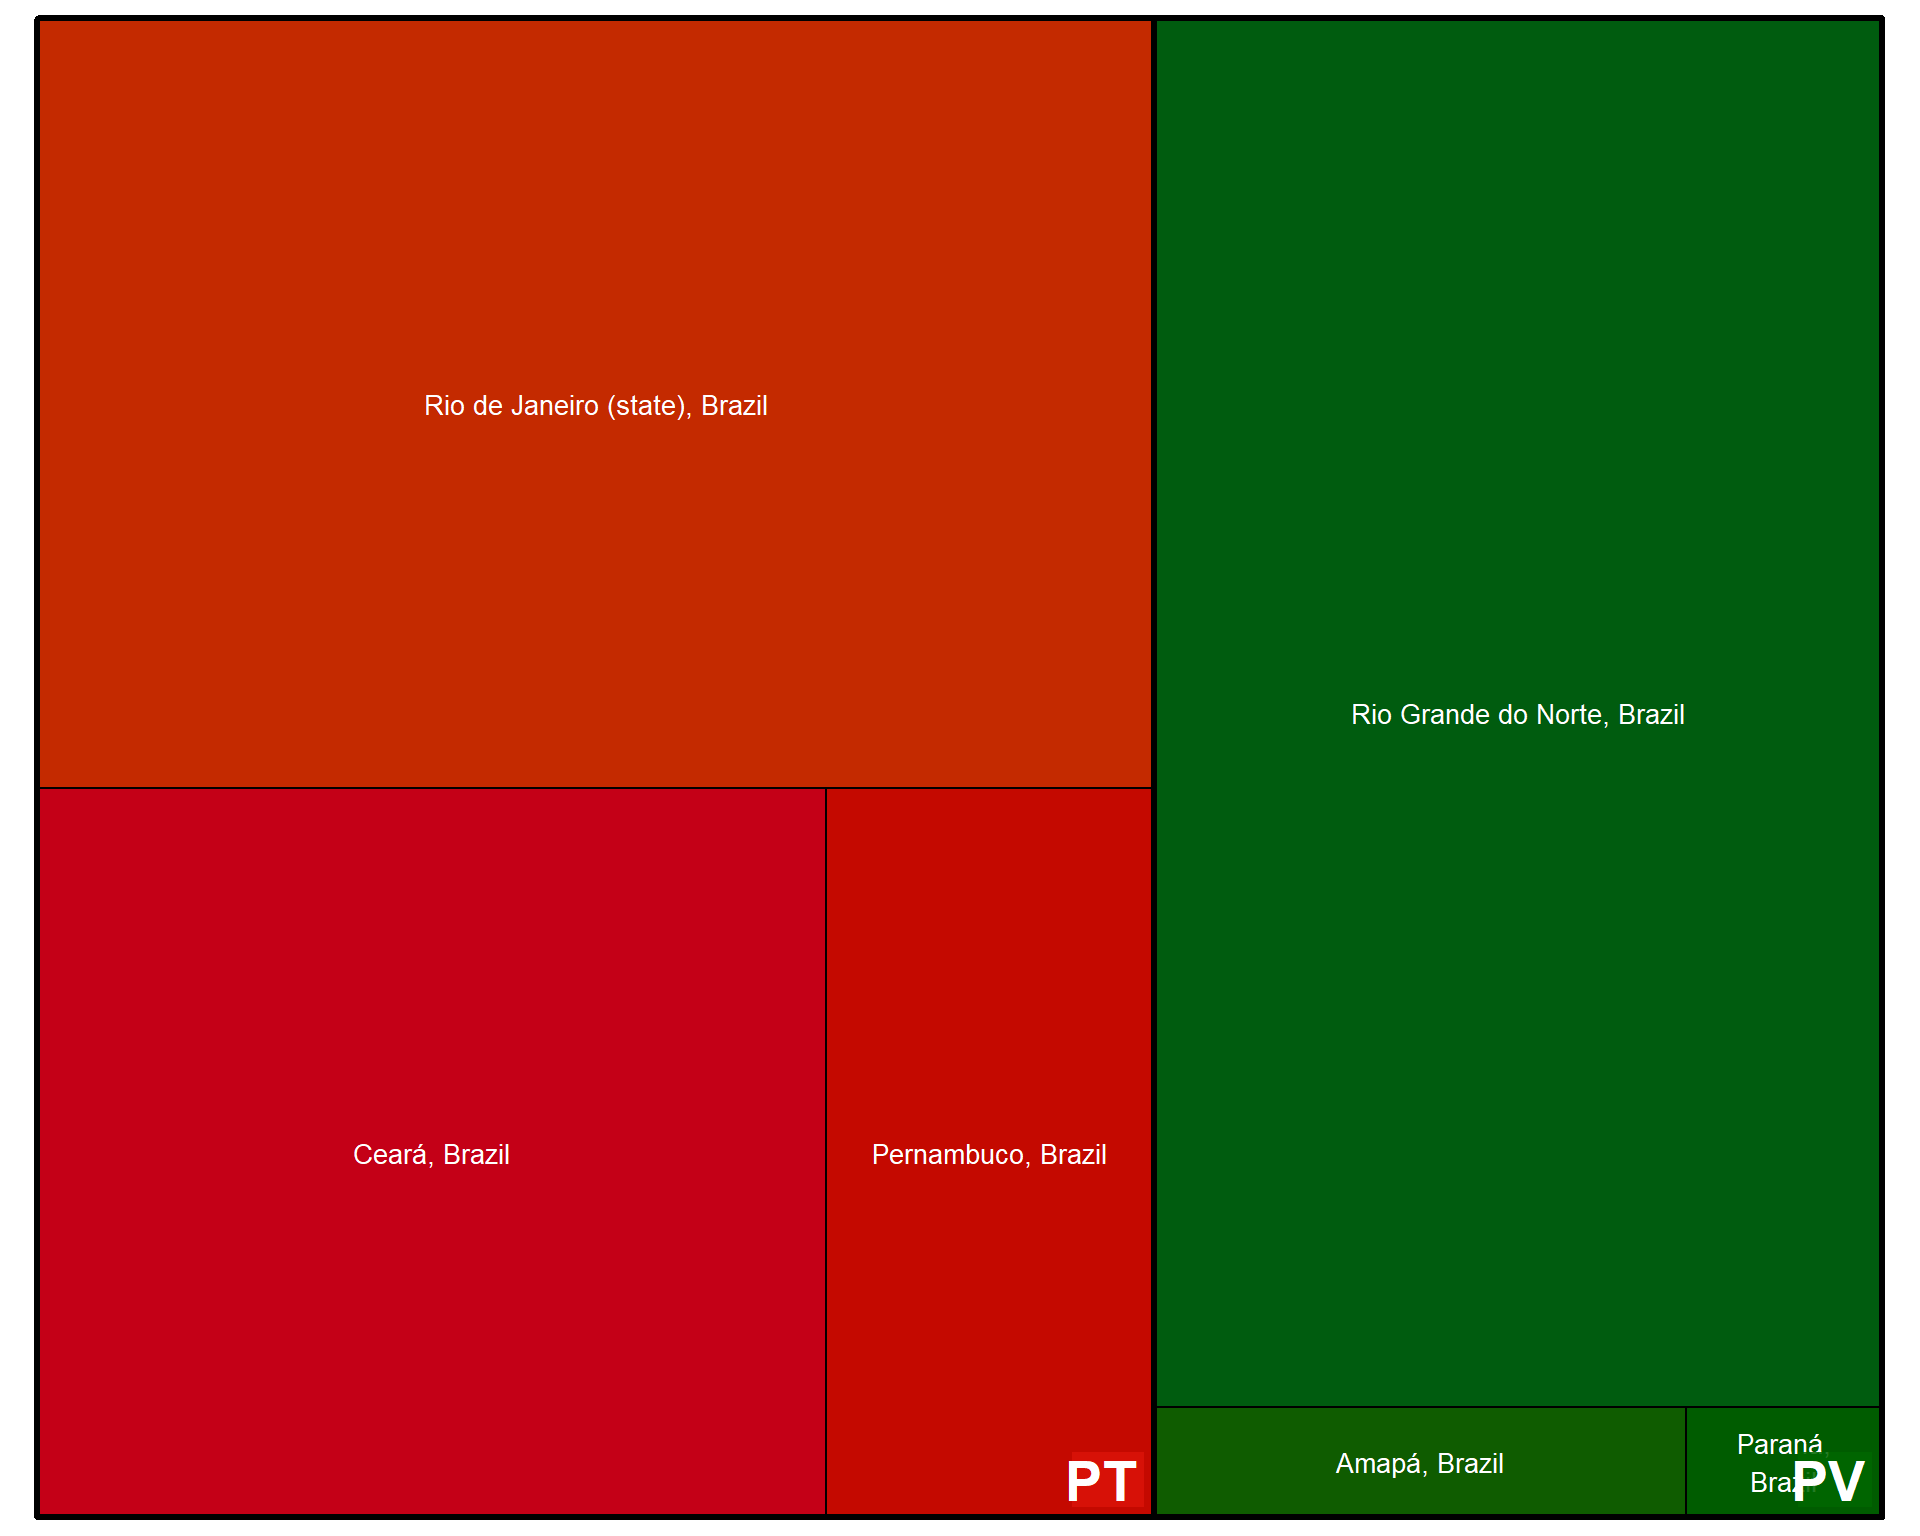 Rio de Janeiro (state), Brazil
Rio Grande do Norte, Brazil
Ceará, Brazil
Pernambuco, Brazil
PT
Amapá, Brazil
Paraná,
Brazil
PV